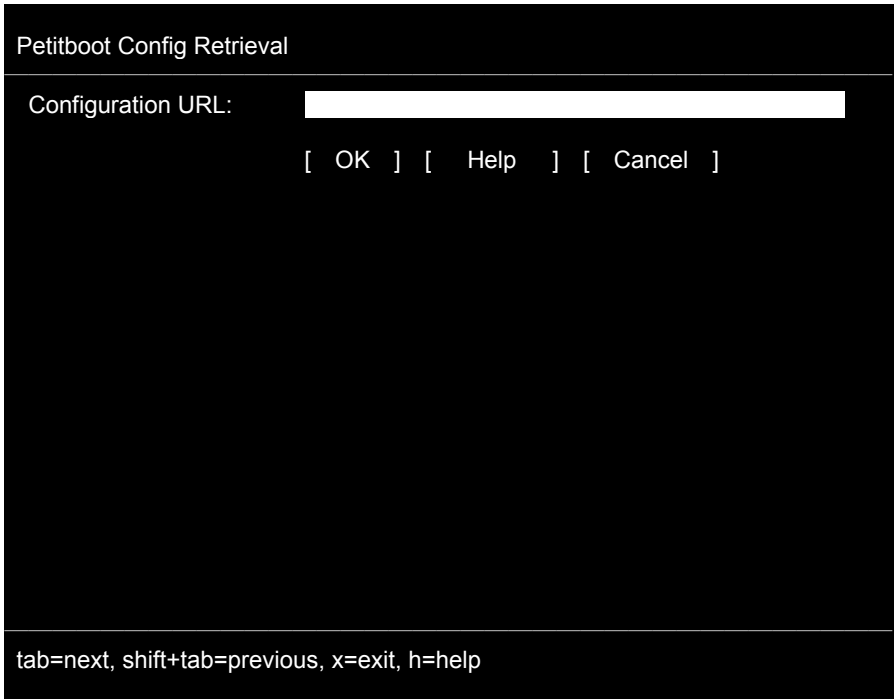 Petitboot Config Retrieval
Configuration URL:
[ OK ] [ Help ] [ Cancel ]
tab=next, shift+tab=previous, x=exit, h=help